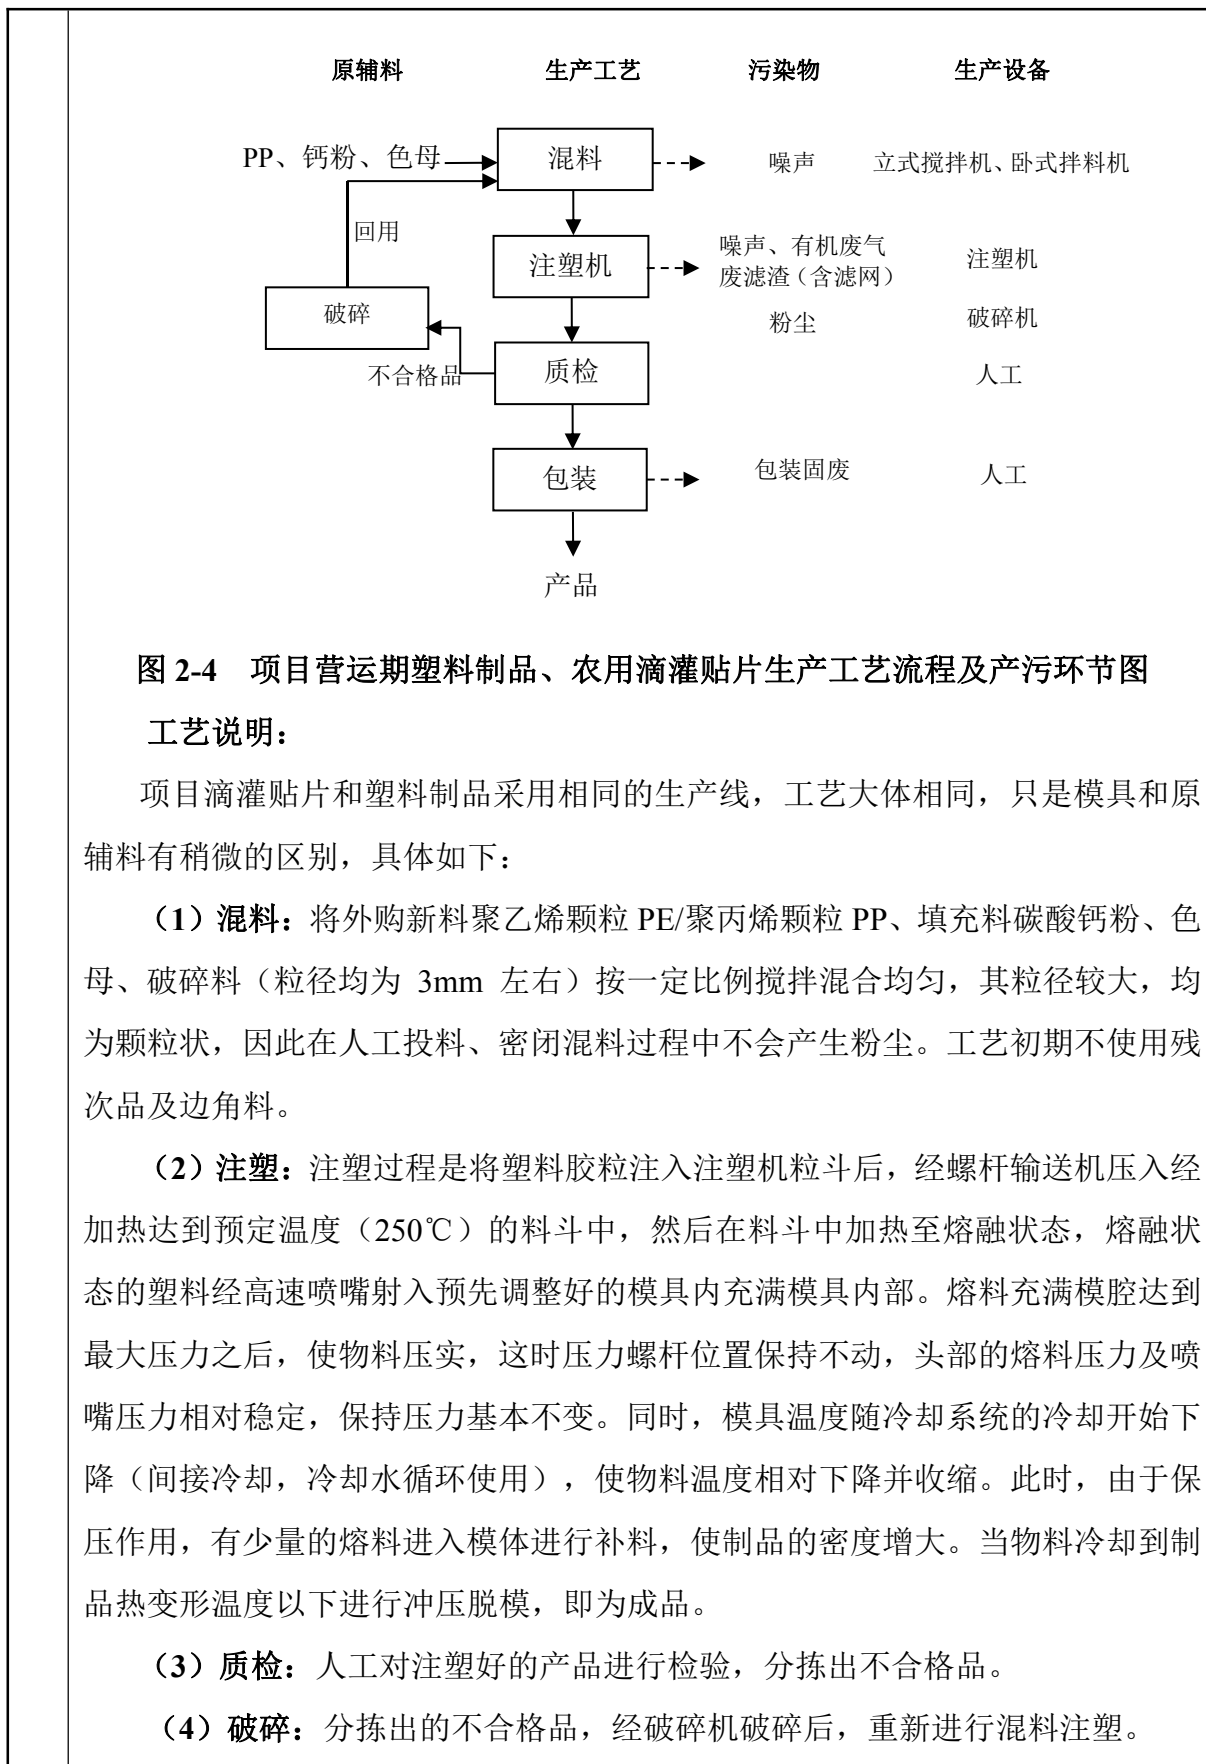 原辅料 生产工艺 污染物 生产设备
PP、钙粉、色母 混料 噪声 立式搅拌机、卧式拌料机
回用
注塑机 噪声、有机废气 注塑机
废滤渣（含滤网）
破碎 粉尘 破碎机
不合格品 质检 人工
包装 包装固废 人工
产品
图 2-4 项目营运期塑料制品、农用滴灌贴片生产工艺流程及产污环节图
工艺说明：
项目滴灌贴片和塑料制品采用相同的生产线，工艺大体相同，只是模具和原
辅料有稍微的区别，具体如下：
（1）混料：将外购新料聚乙烯颗粒 PE/聚丙烯颗粒 PP、填充料碳酸钙粉、色
母、破碎料（粒径均为 3mm 左右）按一定比例搅拌混合均匀，其粒径较大，均
为颗粒状，因此在人工投料、密闭混料过程中不会产生粉尘。工艺初期不使用残
次品及边角料。
（2）注塑：注塑过程是将塑料胶粒注入注塑机粒斗后，经螺杆输送机压入经
加热达到预定温度（250℃）的料斗中，然后在料斗中加热至熔融状态，熔融状
态的塑料经高速喷嘴射入预先调整好的模具内充满模具内部。熔料充满模腔达到
最大压力之后，使物料压实，这时压力螺杆位置保持不动，头部的熔料压力及喷
嘴压力相对稳定，保持压力基本不变。同时，模具温度随冷却系统的冷却开始下
降（间接冷却，冷却水循环使用），使物料温度相对下降并收缩。此时，由于保
压作用，有少量的熔料进入模体进行补料，使制品的密度增大。当物料冷却到制
品热变形温度以下进行冲压脱模，即为成品。
（3）质检：人工对注塑好的产品进行检验，分拣出不合格品。
（4）破碎：分拣出的不合格品，经破碎机破碎后，重新进行混料注塑。